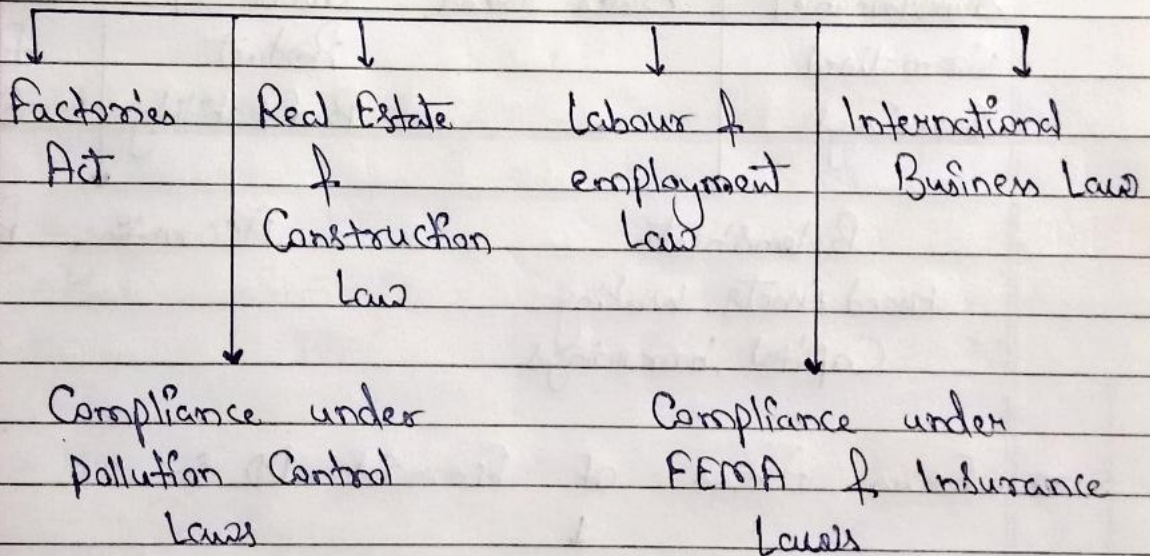 Factories
Act
Real Estate
&
Construction
Law
Labour &
employment
Law
International
Business Law
Compliance under
Pollution Control
Laws
Compliance under
FEMA & Insurance
Laws